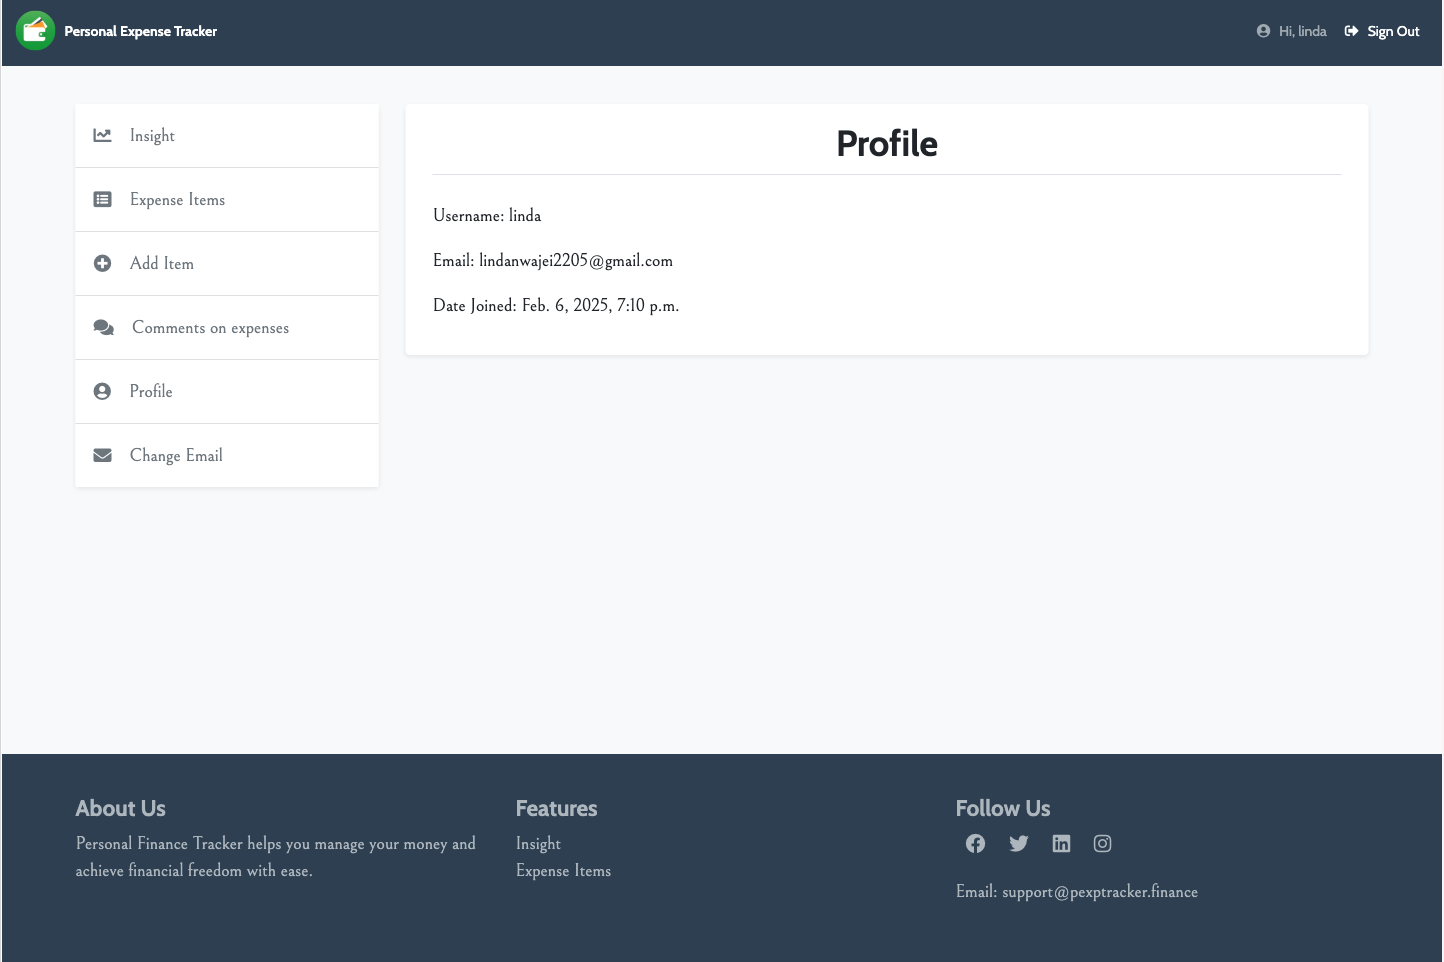 Personal Expense Tracker
Hi, linda
Sign Out
Insight
Expense Items
Add Item
Comments on expenses
Profile
Change Email
Profile
Username: linda
Email: lindanwajei2205@gmail.com
Date Joined: Feb. 6, 2025, 7:10 p.m.
About Us
Personal Finance Tracker helps you manage your money and
achieve financial freedom with ease.
Features
Insight
Expense Items
Follow Us
Email: support@pexptracker.finance